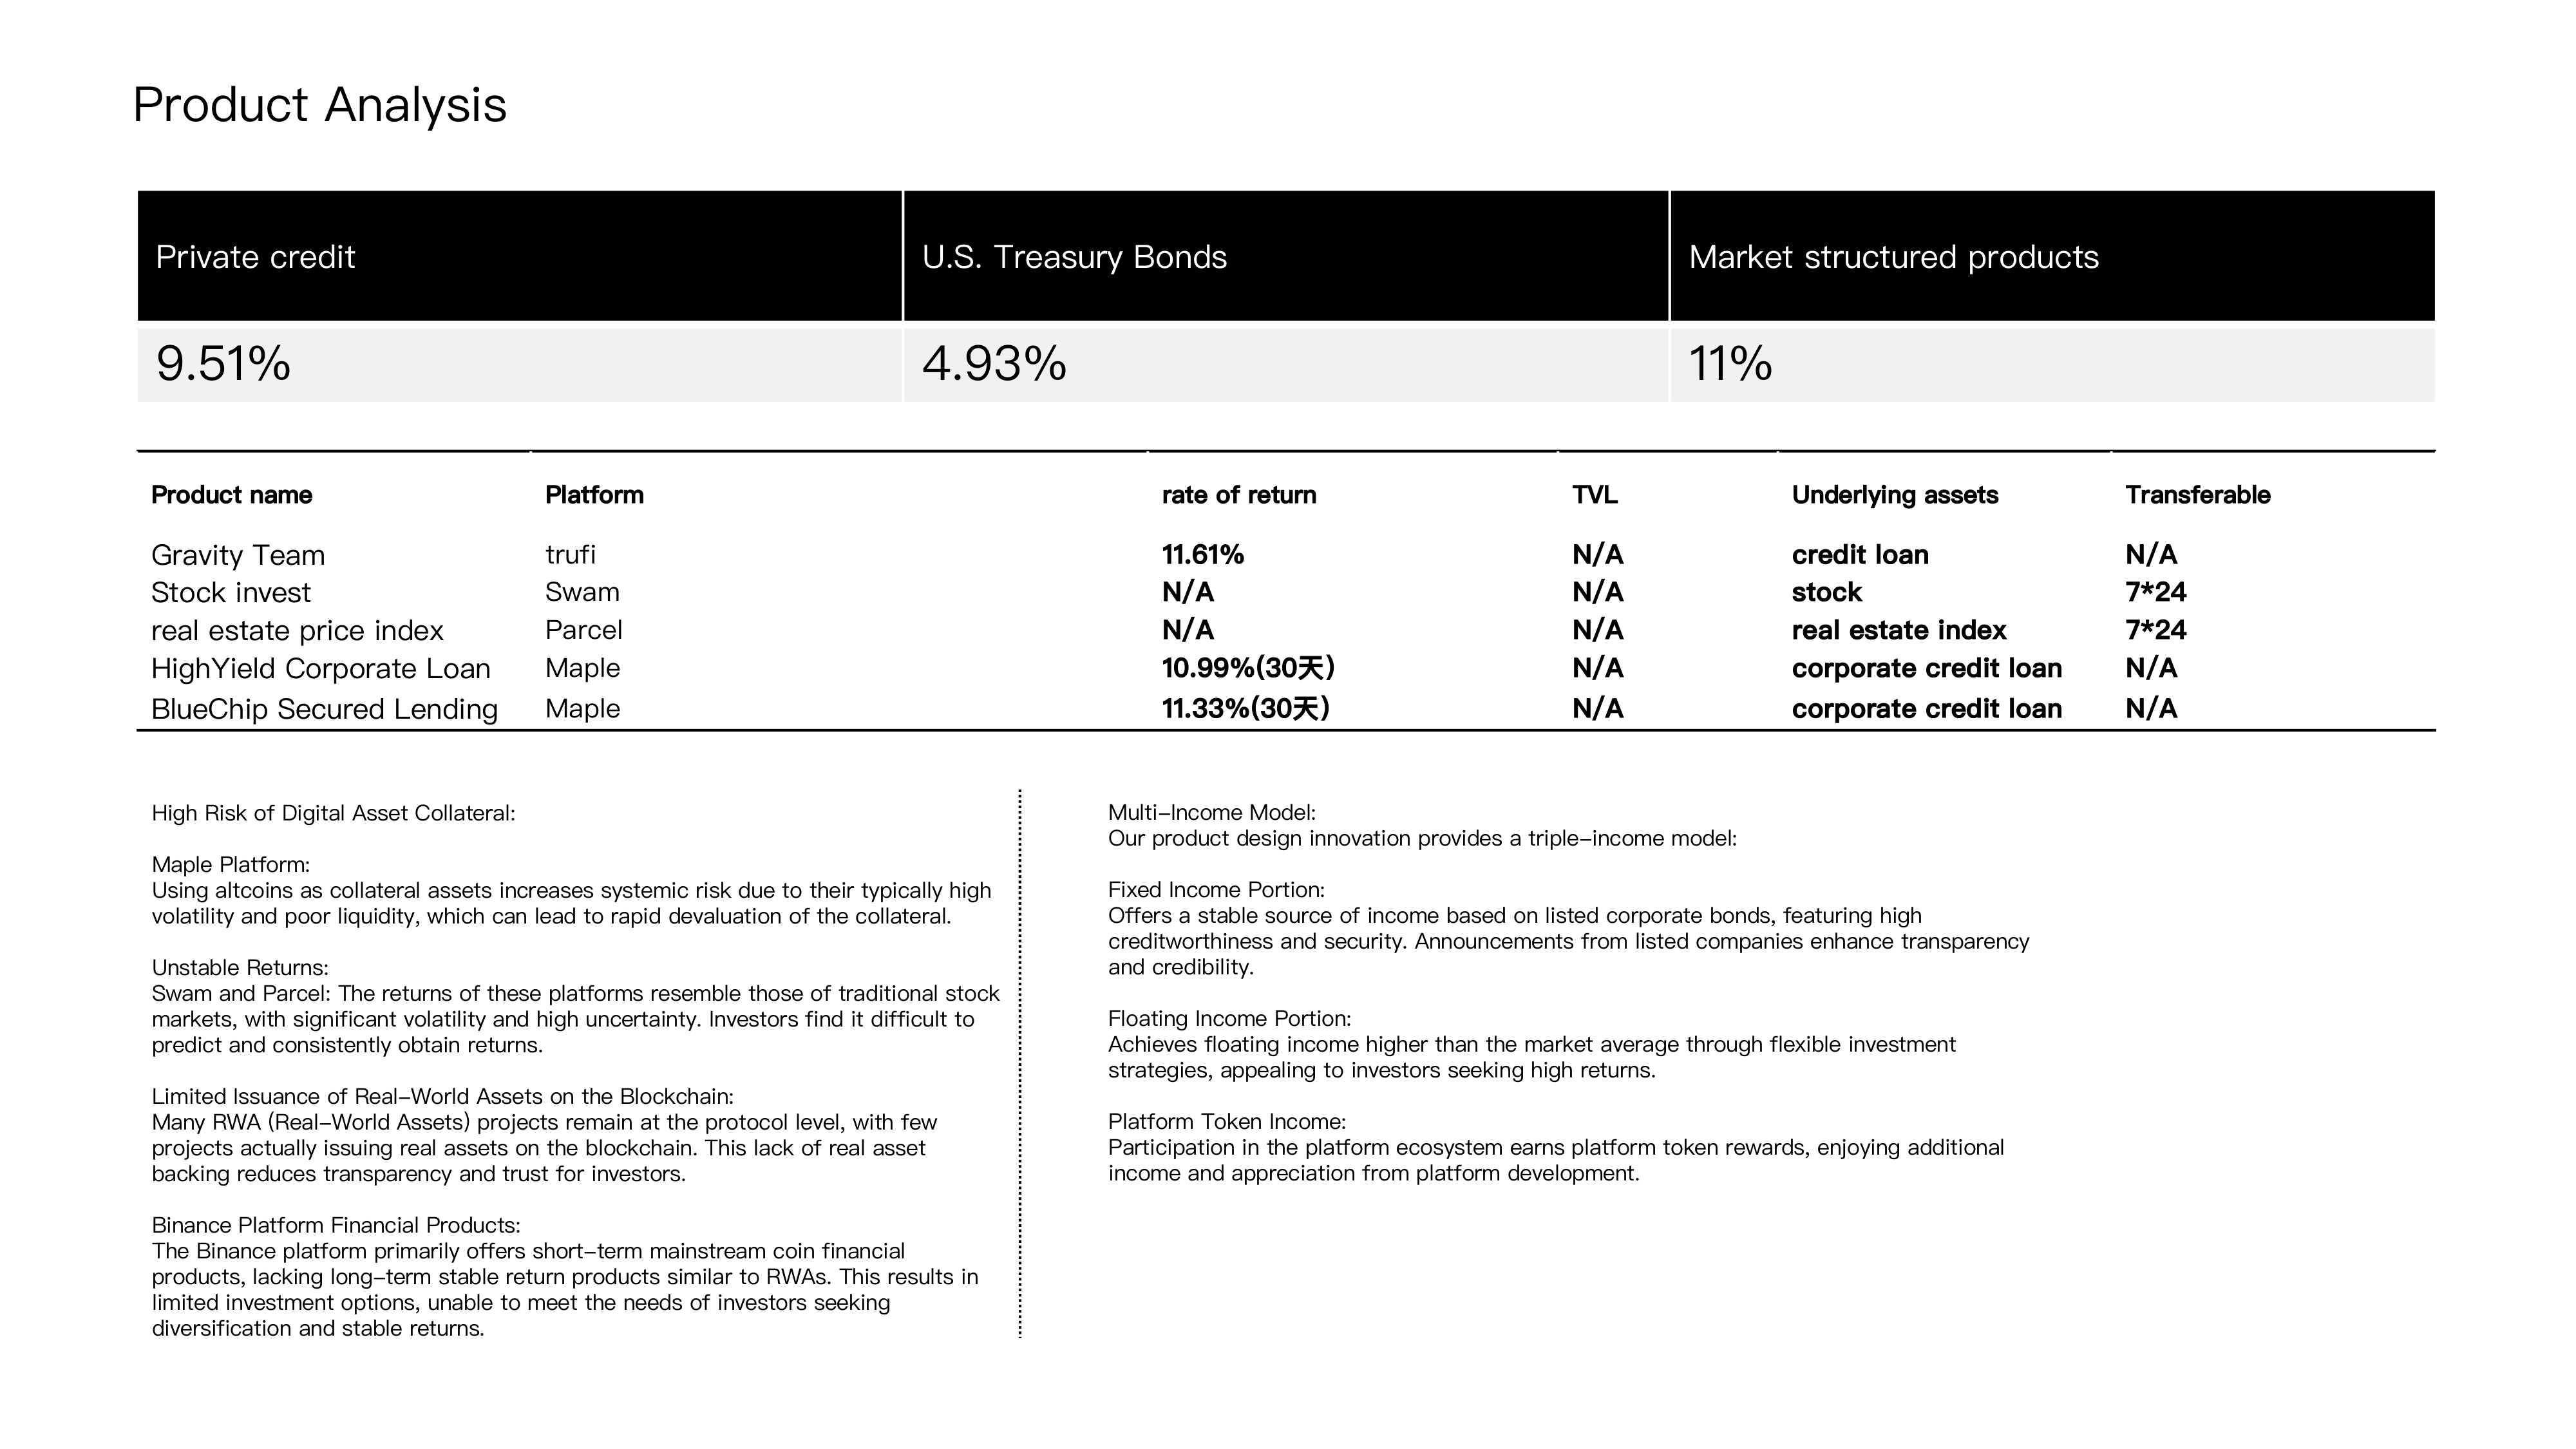 Product Analysis
Private credit U.S. Treasury Bonds Market structured products
9.51% 4.93% 11%
Product name Platform rate of return TVL Underlying assets Transferable
Gravity Team trufi 11.61% N/A credit loan N/A
Stock invest Swam N/A N/A stock 7*24
real estate price index Parcel N/A N/A real estate index 7*24
HighYield Corporate Loan Maple 10.99%(30天) N/A corporate credit loan N/A
BlueChip Secured Lending Maple 11.33%(30天) N/A corporate credit loan N/A
High Risk of Digital Asset Collateral:
Maple Platform:
Using altcoins as collateral assets increases systemic risk due to their typically high
volatility and poor liquidity, which can lead to rapid devaluation of the collateral.
Unstable Returns:
Swam and Parcel: The returns of these platforms resemble those of traditional stock
markets, with significant volatility and high uncertainty. Investors find it difficult to
predict and consistently obtain returns.
Limited Issuance of Real-World Assets on the Blockchain:
Many RWA (Real-World Assets) projects remain at the protocol level, with few
projects actually issuing real assets on the blockchain. This lack of real asset
backing reduces transparency and trust for investors.
Binance Platform Financial Products:
The Binance platform primarily offers short-term mainstream coin financial
products, lacking long-term stable return products similar to RWAs. This results in
limited investment options, unable to meet the needs of investors seeking
diversification and stable returns.
Multi-Income Model:
Our product design innovation provides a triple-income model:
Fixed Income Portion:
Offers a stable source of income based on listed corporate bonds, featuring high
creditworthiness and security. Announcements from listed companies enhance transparency
and credibility.
Floating Income Portion:
Achieves floating income higher than the market average through flexible investment
strategies, appealing to investors seeking high returns.
Platform Token Income:
Participation in the platform ecosystem earns platform token rewards, enjoying additional
income and appreciation from platform development.